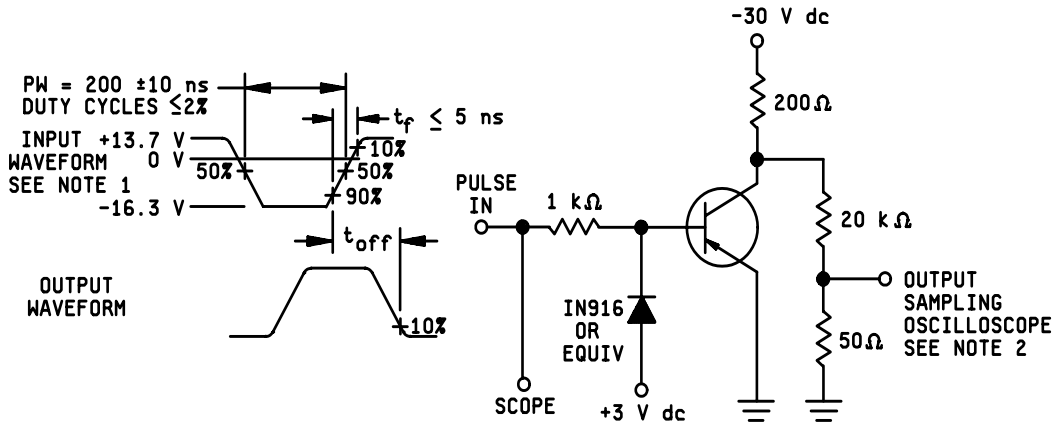 -30 V dc
PW = 200 ±10 ns
DUTY CYCLES ≤2%
200Ω
tf ≤ 5 ns
INPUT +13.7 V
WAVEFORM 0 V
SEE NOTE 1
-16.3 V
10%
50%
50%
90%
toff
OUTPUT
WAVEFORM
10%
PULSE
IN
1 kΩ
20 kΩ
IN916
OR
EQUIV
OUTPUT
SAMPLING
OSCILLOSCOPE
SEE NOTE 2
50Ω
SCOPE
+3 V dc